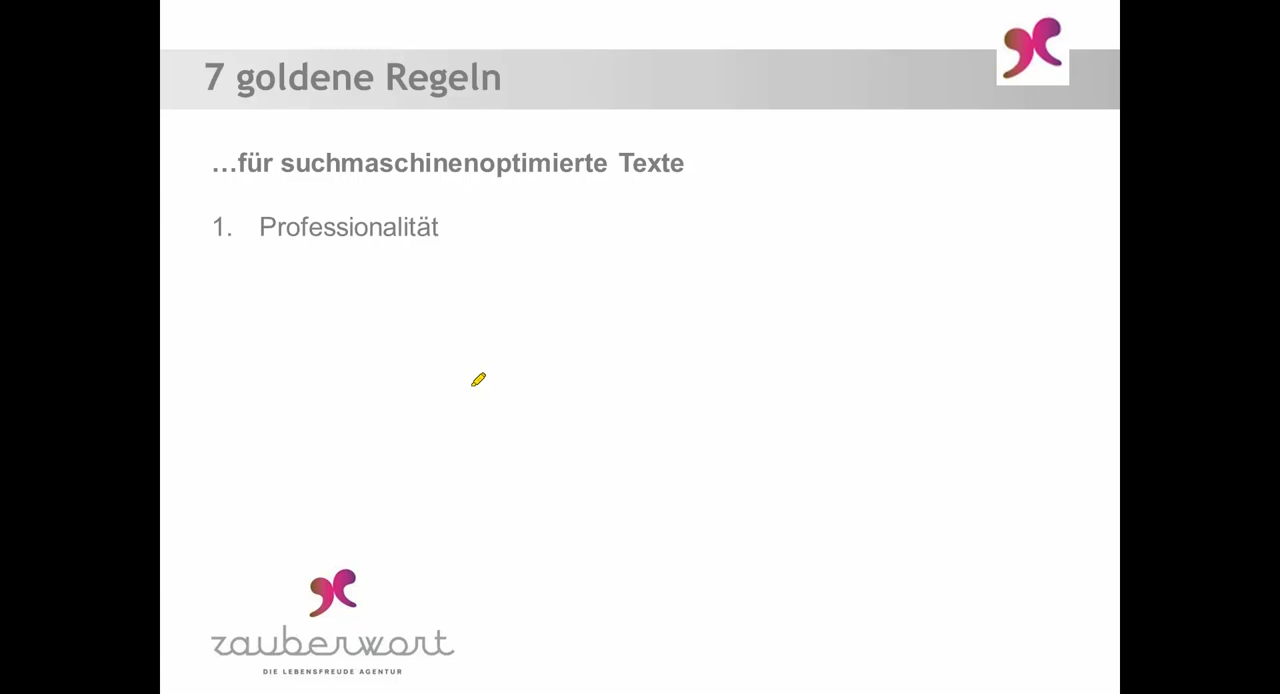 7 goldene Regeln
…für suchmaschinenoptimierte Texte
1. Professionalität
zauberwort
DIE LEBENSFREUDE AGENTUR